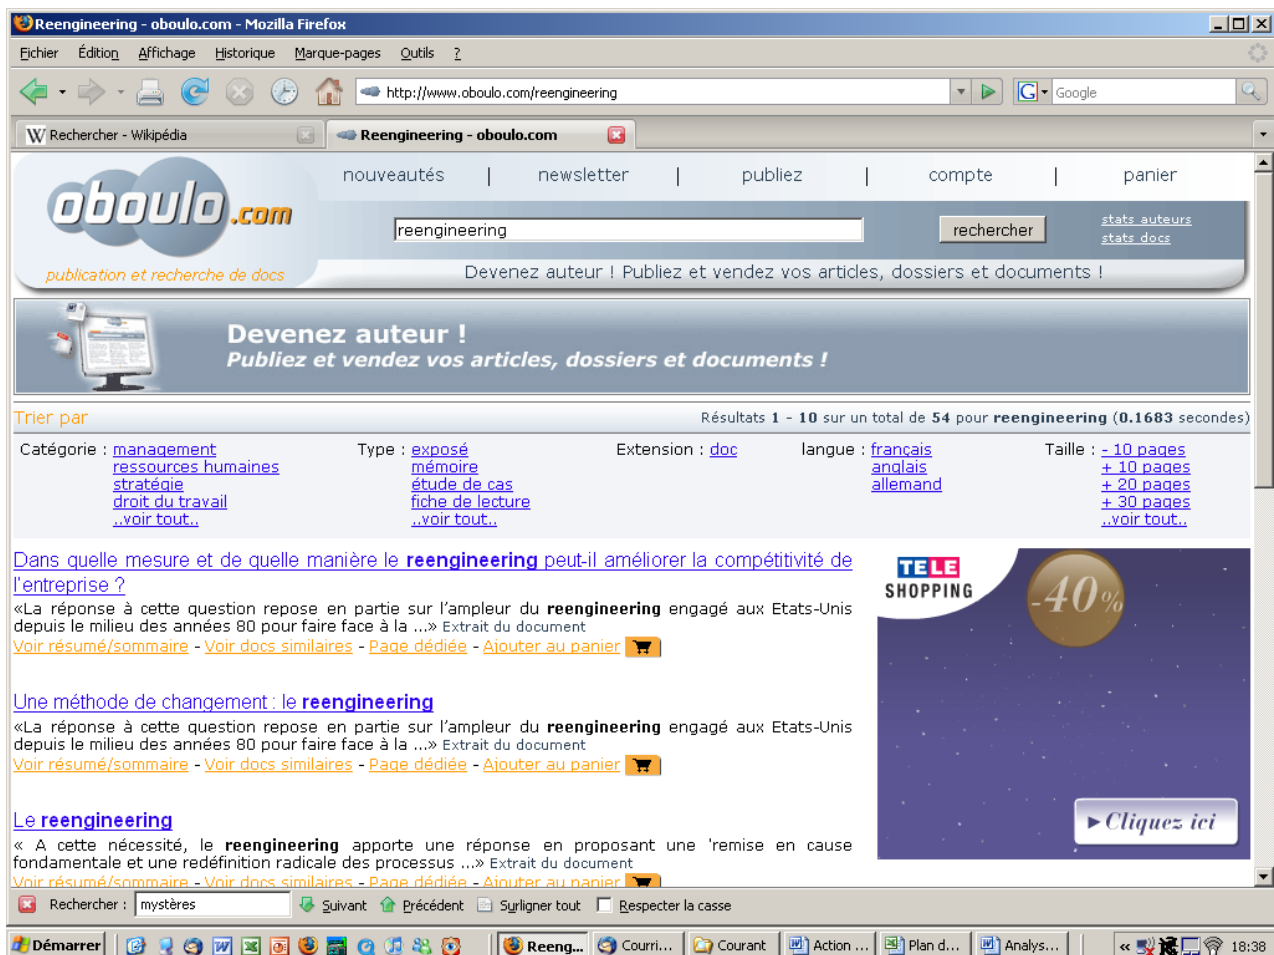 Reengineering - oboulo.com - Mozilla Firefox
Fichier Édition Affichage Historique Marque-pages Outils ?
http://www.oboulo.com/reengineering G Google
W Rechercher - Wikipédia Reengineering - oboulo.com
nouveautés | newsletter | publiez | compte | panier
oboulo.com
reengineering rechercher stats auteurs
stats docs
publication et recherche de docs Devenez auteur ! Publiez et vendez vos articles, dossiers et documents !
Devenez auteur !
Publiez et vendez vos articles, dossiers et documents !
Trier par Résultats 1 - 10 sur un total de 54 pour reengineering (0.1683 secondes)
Catégorie : management Type : exposé Extension : doc langue : français Taille : - 10 pages
ressources humaines mémoire anglais + 10 pages
stratégie étude de cas allemand + 20 pages
droit du travail fiche de lecture + 30 pages
..voir tout.. ..voir tout.. ..voir tout..
Dans quelle mesure et de quelle manière le reengineering peut-il améliorer la compétitivité de
l'entreprise ?
«La réponse à cette question repose en partie sur l'ampleur du reengineering engagé aux Etats-Unis
depuis le milieu des années 80 pour faire face à la ...» Extrait du document
Voir résumé/sommaire - Voir docs similaires - Page dédiée - Ajouter au panier
Une méthode de changement : le reengineering
«La réponse à cette question repose en partie sur l'ampleur du reengineering engagé aux Etats-Unis
depuis le milieu des années 80 pour faire face à la ...» Extrait du document
Voir résumé/sommaire - Voir docs similaires - Page dédiée - Ajouter au panier
Le reengineering
« A cette nécessité, le reengineering apporte une réponse en proposant une 'remise en cause
fondamentale et une redéfinition radicale des processus ...» Extrait du document
Voir résumé/sommaire - Voir docs similaires - Page dédiée - Ajouter au panier
TELE
SHOPPING
-40%
Cliquez ici
Rechercher : mystères Suivant Précédent Surligner tout Respecter la casse
Démarrer Reeng... Courri... Courant Action ... Plan d... Analys... « 18:38